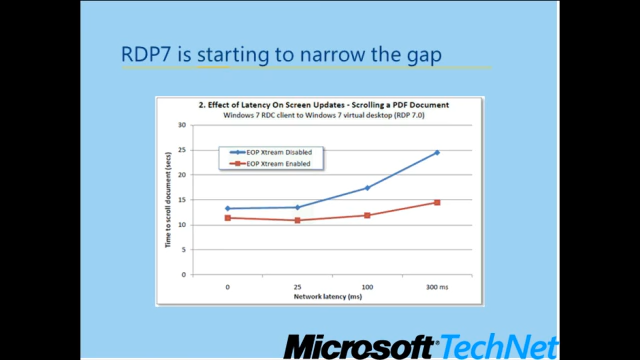 RDP7 is starting to narrow the gap
2. Effect of Latency On Screen Updates - Scrolling a PDF Document
Windows 7 RDC client to Windows 7 virtual desktop (RDP 7.0)
30
25
20
15
10
5
0
Time to scroll document (secs)
EOP Xtream Disabled
EOP Xtream Enabled
0 25 100 300 ms
Network latency (ms)
Microsoft® TechNet